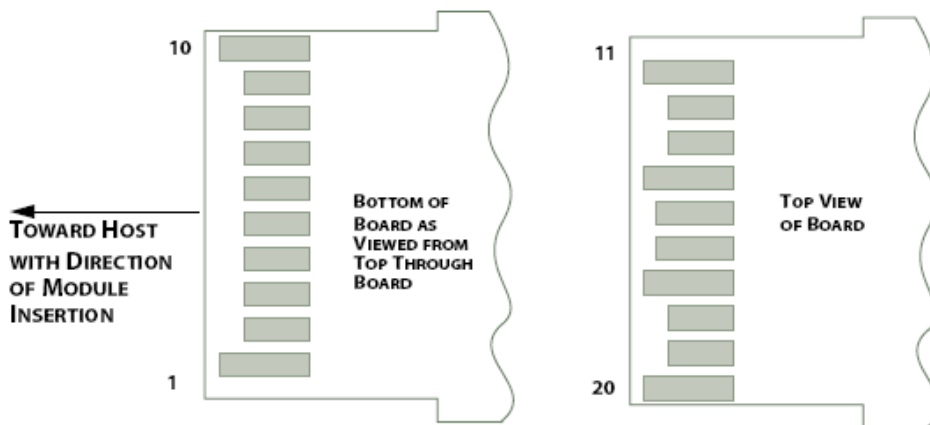 10
TOWARD HOST
WITH DIRECTION
OF MODULE
INSERTION
1
BOTTOM OF
BOARD AS
VIEWED FROM
TOP THROUGH
BOARD
11
TOP VIEW
OF BOARD
20